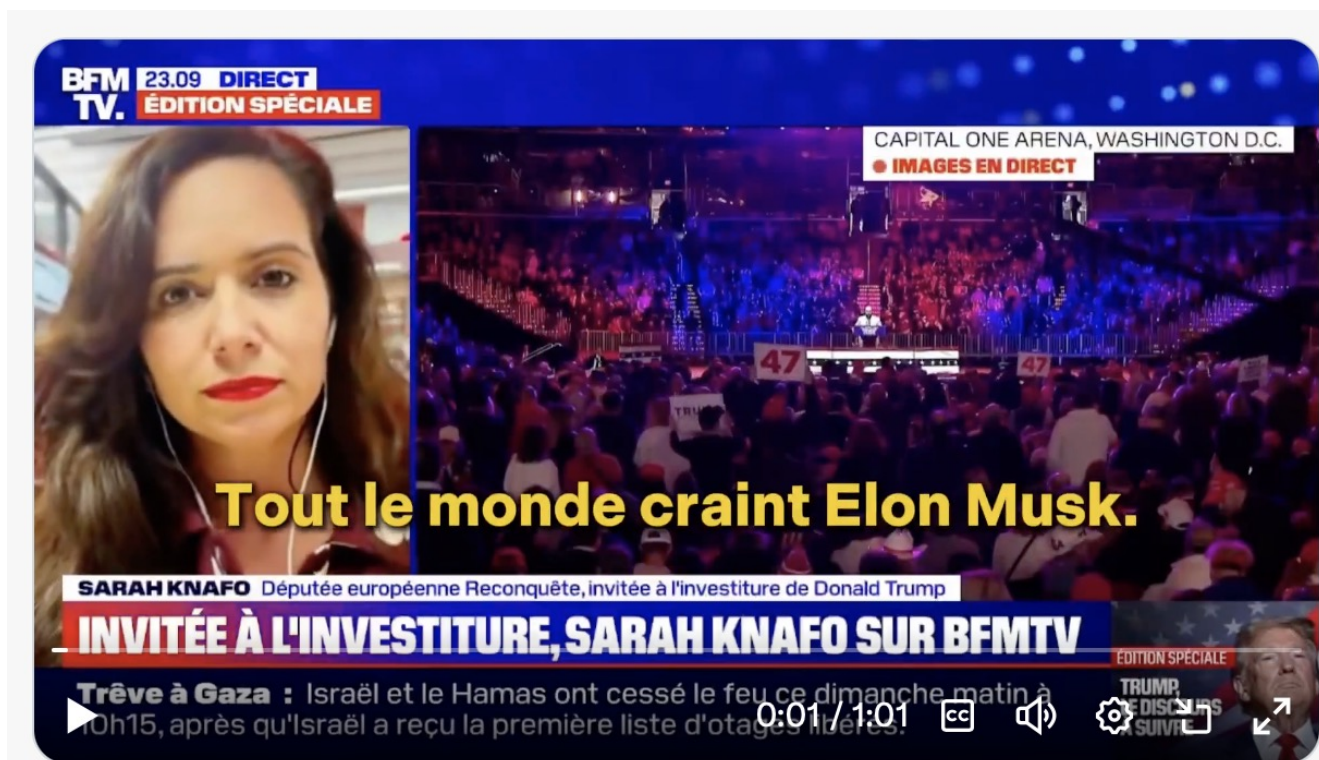 BFM
TV.
23.09 DIRECT
ÉDITION SPÉCIALE
CAPITAL ONE ARENA, WASHINGTON D.C.
IMAGES EN DIRECT
47
47
Tout le monde craint Elon Musk.
SARAH KNAFO Députée européenne Reconquête, invitée à l'investiture de Donald Trump
INVITÉE À L'INVESTITURE, SARAH KNAFO SUR BFMTV
ÉDITION SPÉCIALE
TRUMP,
À SUIVRE
Trêve à Gaza : Israël et le Hamas ont cessé le feu ce dimanche matin à
10h15, après qu'Israël a reçu la première liste d'otages libérés.
0:01 / 1:01
CC